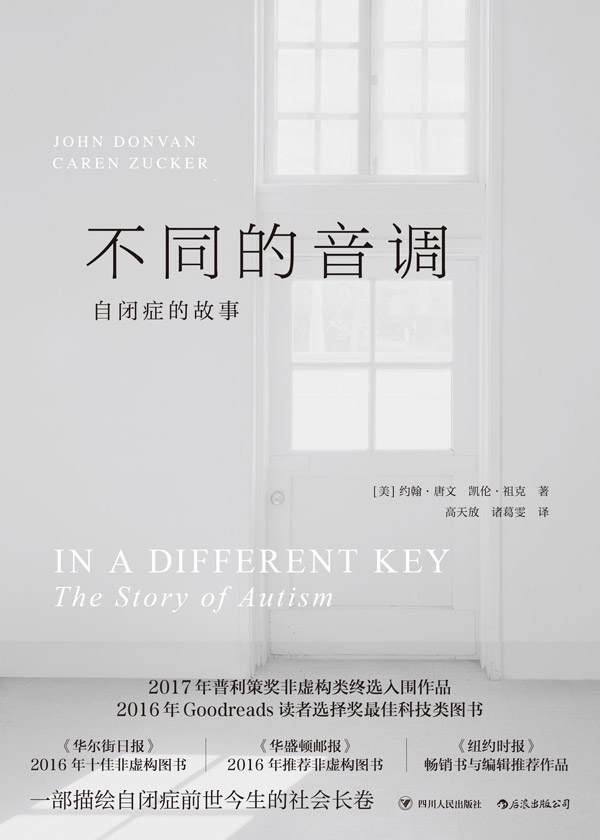 JOHN DONVAN
CAREN ZUCKER
不同的音调
自闭症的故事
[美] 约翰·唐文 凯伦·祖克 著
高天放 诸葛雯 译
IN A DIFFERENT KEY
The Story of Autism
2017年普利策奖非虚构类终选入围作品
2016年Goodreads读者选择奖最佳科技类图书
《华尔街日报》
2016年十佳非虚构图书
《华盛顿邮报》
2016年推荐非虚构图书
《纽约时报》
畅销书与编辑推荐作品
一部描绘自闭症前世今生的社会长卷
四川人民出版社
后浪出版公司